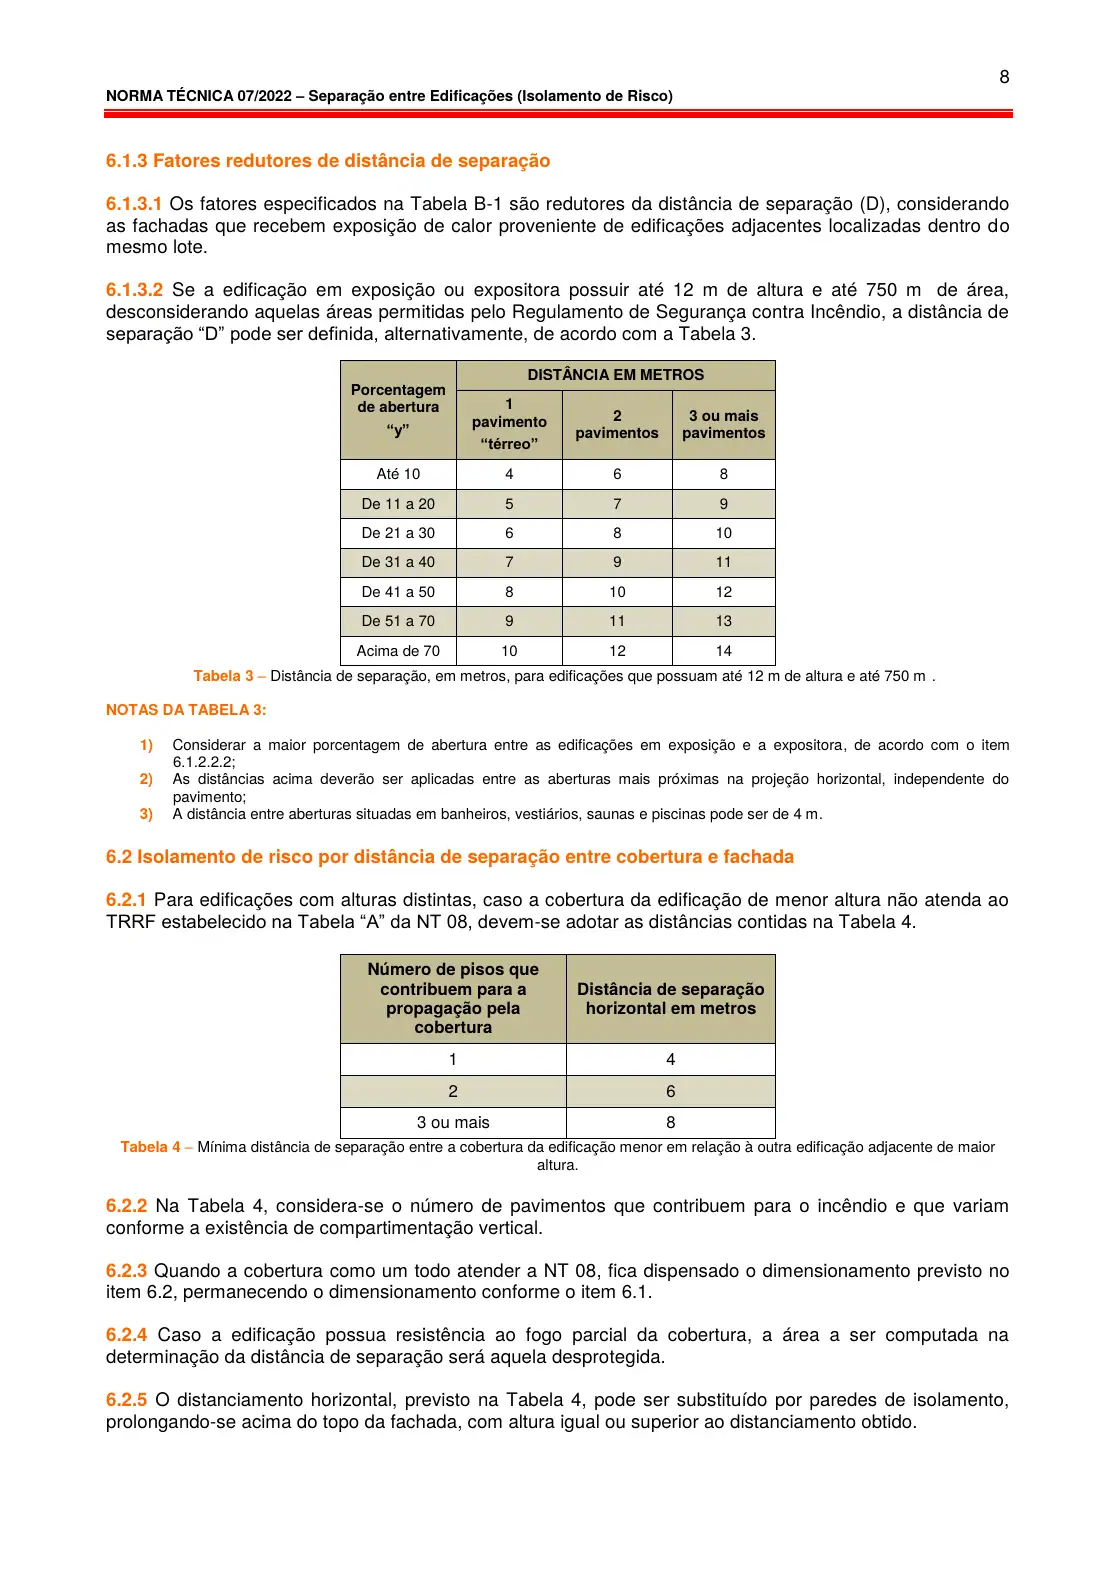 8
NORMA TÉCNICA 07/2022 – Separação entre Edificações (Isolamento de Risco)
6.1.3 Fatores redutores de distância de separação
6.1.3.1 Os fatores especificados na Tabela B-1 são redutores da distância de separação (D), considerando
as fachadas que recebem exposição de calor proveniente de edificações adjacentes localizadas dentro do
mesmo lote.
6.1.3.2 Se a edificação em exposição ou expositora possuir até 12 m de altura e até 750 m de área,
desconsiderando aquelas áreas permitidas pelo Regulamento de Segurança contra Incêndio, a distância de
separação “D” pode ser definida, alternativamente, de acordo com a Tabela 3.
Porcentagem
de abertura
“y”
DISTÂNCIA EM METROS
1
pavimento
“térreo”
2
pavimentos
3 ou mais
pavimentos
Até 10 4 6 8
De 11 a 20 5 7 9
De 21 a 30 6 8 10
De 31 a 40 7 9 11
De 41 a 50 8 10 12
De 51 a 70 9 11 13
Acima de 70 10 12 14
Tabela 3 – Distância de separação, em metros, para edificações que possuam até 12 m de altura e até 750 m .
NOTAS DA TABELA 3:
1) Considerar a maior porcentagem de abertura entre as edificações em exposição e a expositora, de acordo com o item
6.1.2.2.2;
2) As distâncias acima deverão ser aplicadas entre as aberturas mais próximas na projeção horizontal, independente do
pavimento;
3) A distância entre aberturas situadas em banheiros, vestiários, saunas e piscinas pode ser de 4 m.
6.2 Isolamento de risco por distância de separação entre cobertura e fachada
6.2.1 Para edificações com alturas distintas, caso a cobertura da edificação de menor altura não atenda ao
TRRF estabelecido na Tabela “A” da NT 08, devem-se adotar as distâncias contidas na Tabela 4.
Número de pisos que
contribuem para a
propagação pela
cobertura
Distância de separação
horizontal em metros
1 4
2 6
3 ou mais 8
Tabela 4 – Mínima distância de separação entre a cobertura da edificação menor em relação à outra edificação adjacente de maior
altura.
6.2.2 Na Tabela 4, considera-se o número de pavimentos que contribuem para o incêndio e que variam
conforme a existência de compartimentação vertical.
6.2.3 Quando a cobertura como um todo atender a NT 08, fica dispensado o dimensionamento previsto no
item 6.2, permanecendo o dimensionamento conforme o item 6.1.
6.2.4 Caso a edificação possua resistência ao fogo parcial da cobertura, a área a ser computada na
determinação da distância de separação será aquela desprotegida.
6.2.5 O distanciamento horizontal, previsto na Tabela 4, pode ser substituído por paredes de isolamento,
prolongando-se acima do topo da fachada, com altura igual ou superior ao distanciamento obtido.